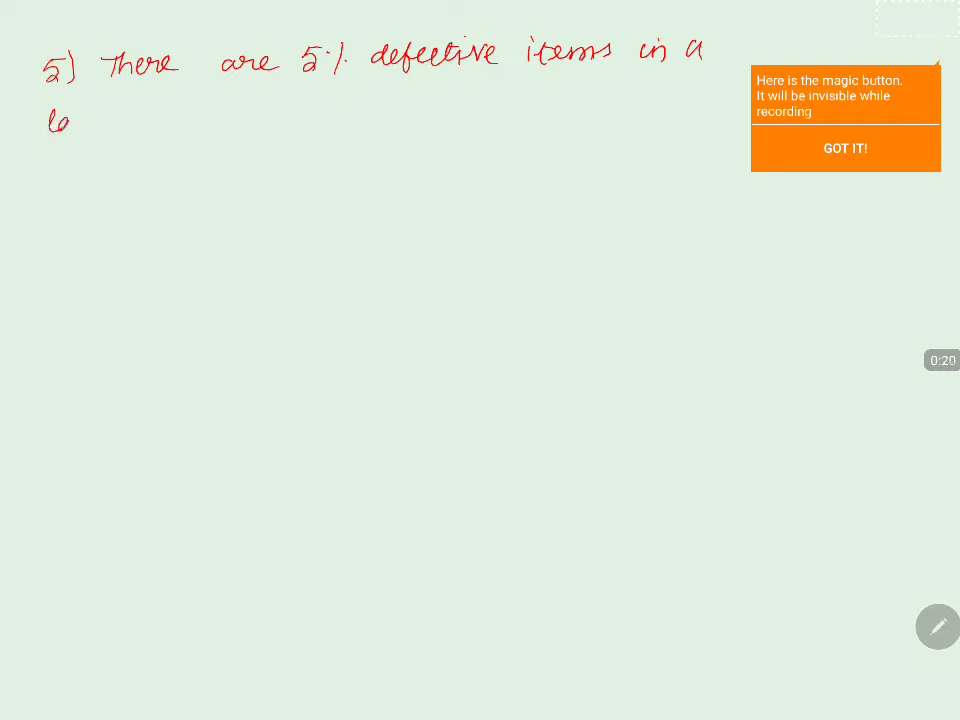 5) There are 5% defective items in a
lo
Here is the magic button.
It will be invisible while
recording
GOT IT!
0:20